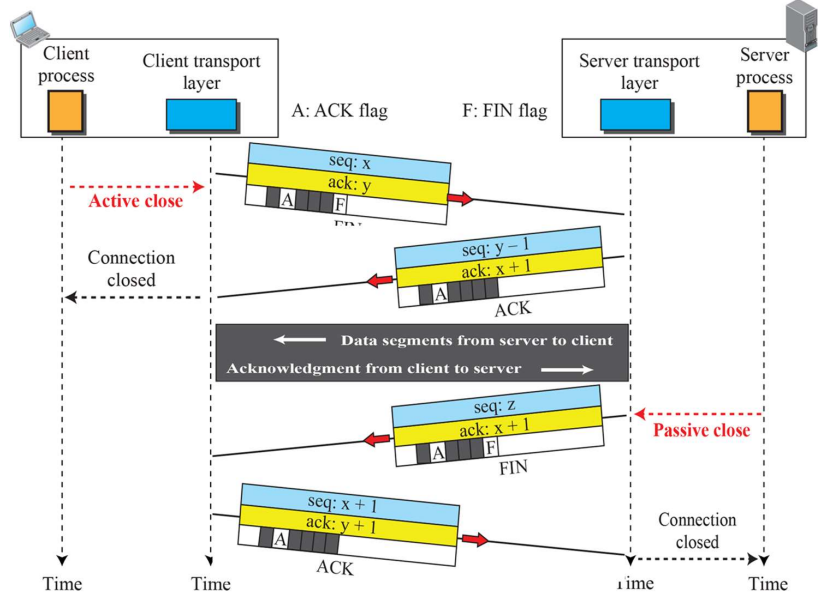 Client
process
Client transport
layer
A: ACK flag
F: FIN flag
Server transport
layer
Server
process
seq: x
ack: y
A
F
Active close
seq: y – 1
ack: x + 1
A
ACK
Connection
closed
Data segments from server to client
Acknowledgment from client to server
seq: z
ack: x + 1
A
F
FIN
Passive close
seq: x + 1
ack: y + 1
A
ACK
Connection
closed
Time
Time
Time
Time